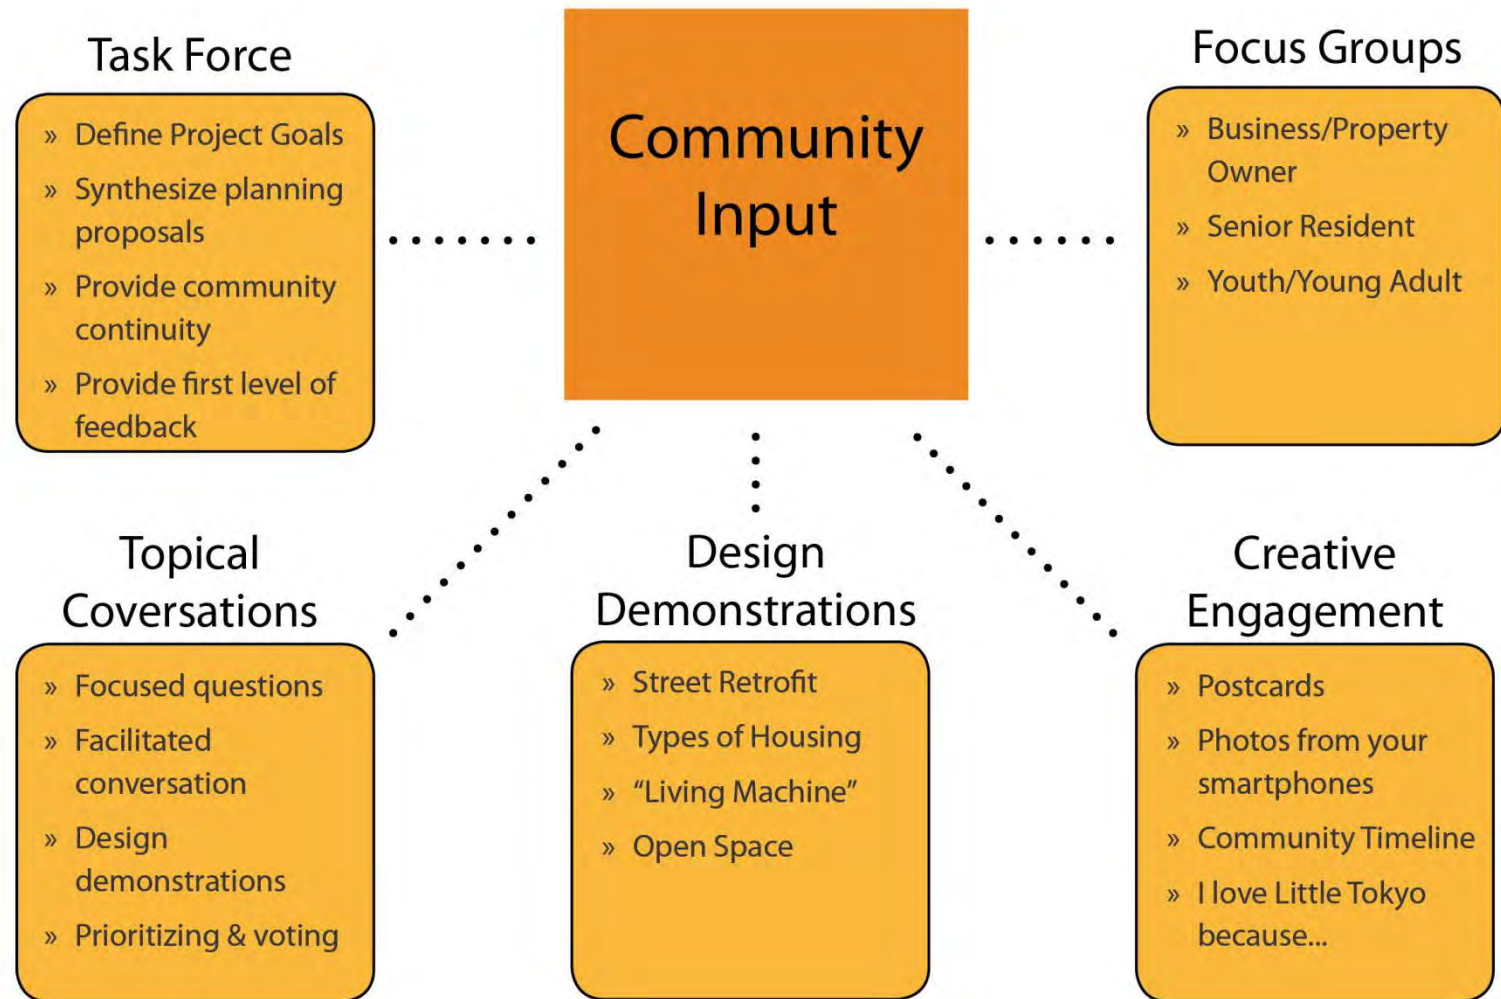 Task Force
» Define Project Goals
» Synthesize planning
proposals
» Provide community
continuity
» Provide first level of
feedback
Community
Input
Focus Groups
» Business/Property
Owner
» Senior Resident
» Youth/Young Adult
Topical
Coversations
» Focused questions
» Facilitated
conversation
» Design
demonstrations
» Prioritizing & voting
Design
Demonstrations
» Street Retrofit
» Types of Housing
» “Living Machine”
» Open Space
Creative
Engagement
» Postcards
» Photos from your
smartphones
» Community Timeline
» I love Little Tokyo
because...